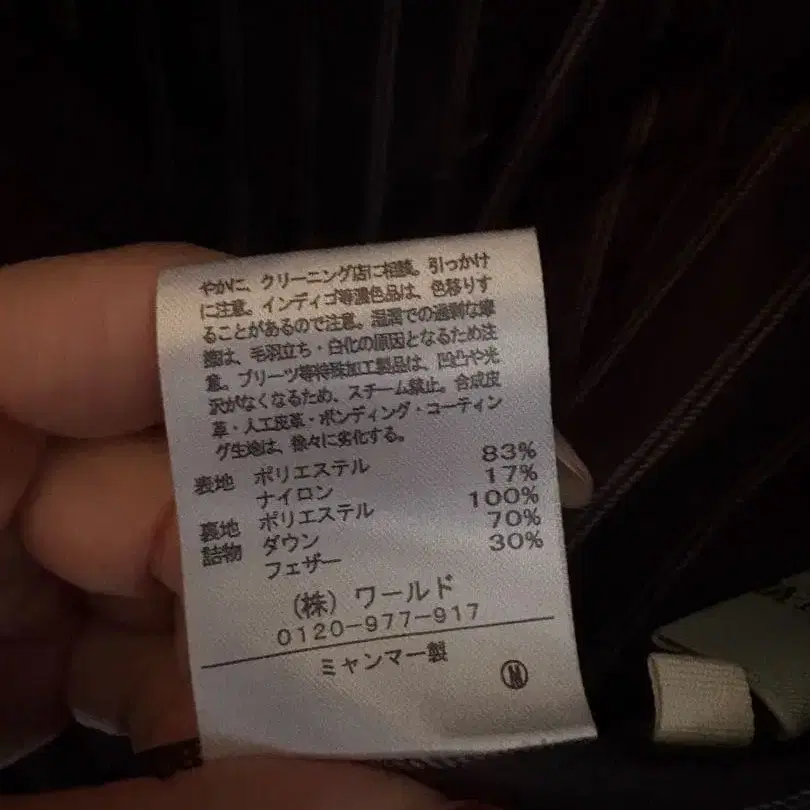 やかに、クリーニング店に相談。引っかけ
に注意。インディゴ等濃色品は、色移りす
ることがあるので注意。湿潤での過剰な摩
擦は、毛羽立ち・白化の原因となるため注
意。プリーツ等特殊加工製品は、凹凸や光
沢がなくなるため、スチーム禁止。合成皮
革・人工皮革・ボンディング・コーティン
グ生地は、徐々に劣化する。
表地 ポリエステル 83%
ナイロン 17%
裏地 ポリエステル 100%
詰物 ダウン 70%
フェザー 30%
(株) ワールド
0120-977-917
ミャンマー製
M